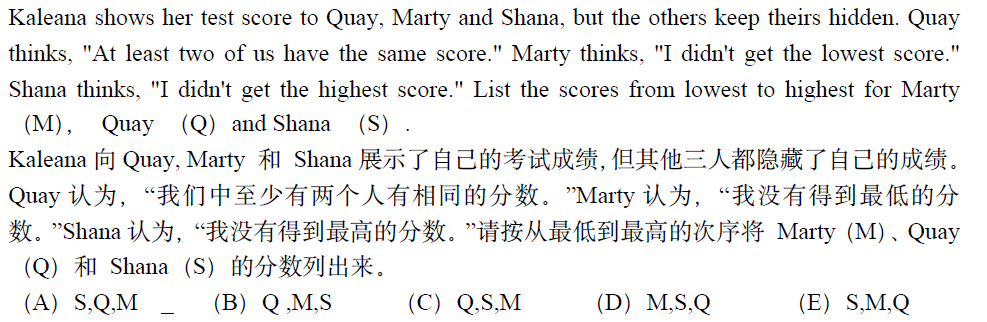 Kaleana shows her test score to Quay, Marty and Shana, but the others keep theirs hidden. Quay
thinks, "At least two of us have the same score." Marty thinks, "I didn't get the lowest score."
Shana thinks, "I didn't get the highest score." List the scores from lowest to highest for Marty
（M）， Quay （Q）and Shana （S）.
Kaleana 向 Quay, Marty 和 Shana 展示了自己的考试成绩，但其他三人都隐藏了自己的成绩。
Quay 认为，“我们中至少有两个人有相同的分数。”Marty 认为，“我没有得到最低的分
数。”Shana 认为，“我没有得到最高的分数。”请按从最低到最高的次序将 Marty（M）、Quay
（Q）和 Shana（S）的分数列出来。
（A）S,Q,M _ （B）Q ,M,S （C）Q,S,M （D）M,S,Q （E）S,M,Q